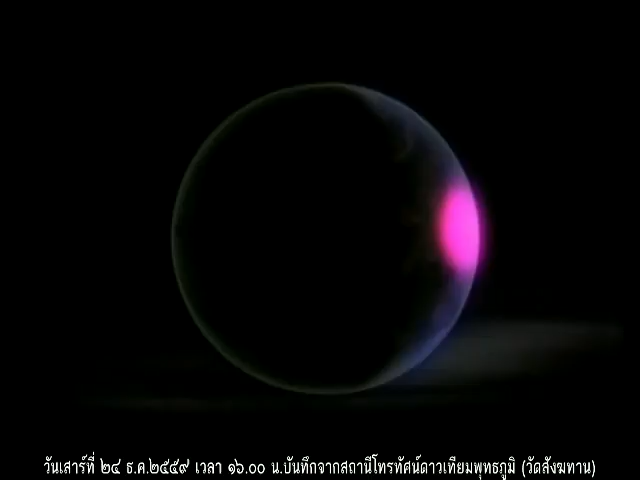 วันเสาร์ที่ ๒๔ ธ.ค.๒๕๕๙ เวลา ๑๖.๐๐ น.บันทึกจากสถานีโทรทัศน์ดาวเทียมพุทธภูมิ (วัดสังฆทาน)